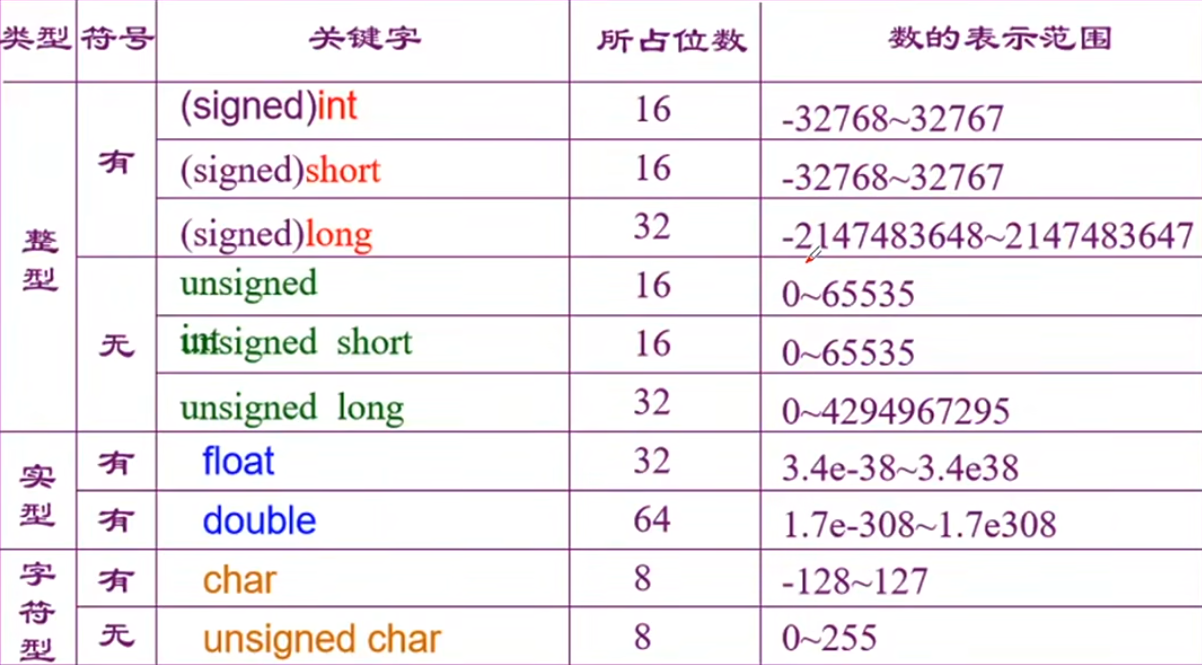 类型 符号 关键字 所占位数 数的表示范围
整型 有 (signed)int 16 -32768~32767
(signed)short 16 -32768~32767
(signed)long 32 -2147483648~2147483647
无 unsigned int 16 0~65535
unsigned short 16 0~65535
unsigned long 32 0~4294967295
实型 有 float 32 3.4e-38~3.4e38
有 double 64 1.7e-308~1.7e308
字符型 有 char 8 -128~127
无 unsigned char 8 0~255